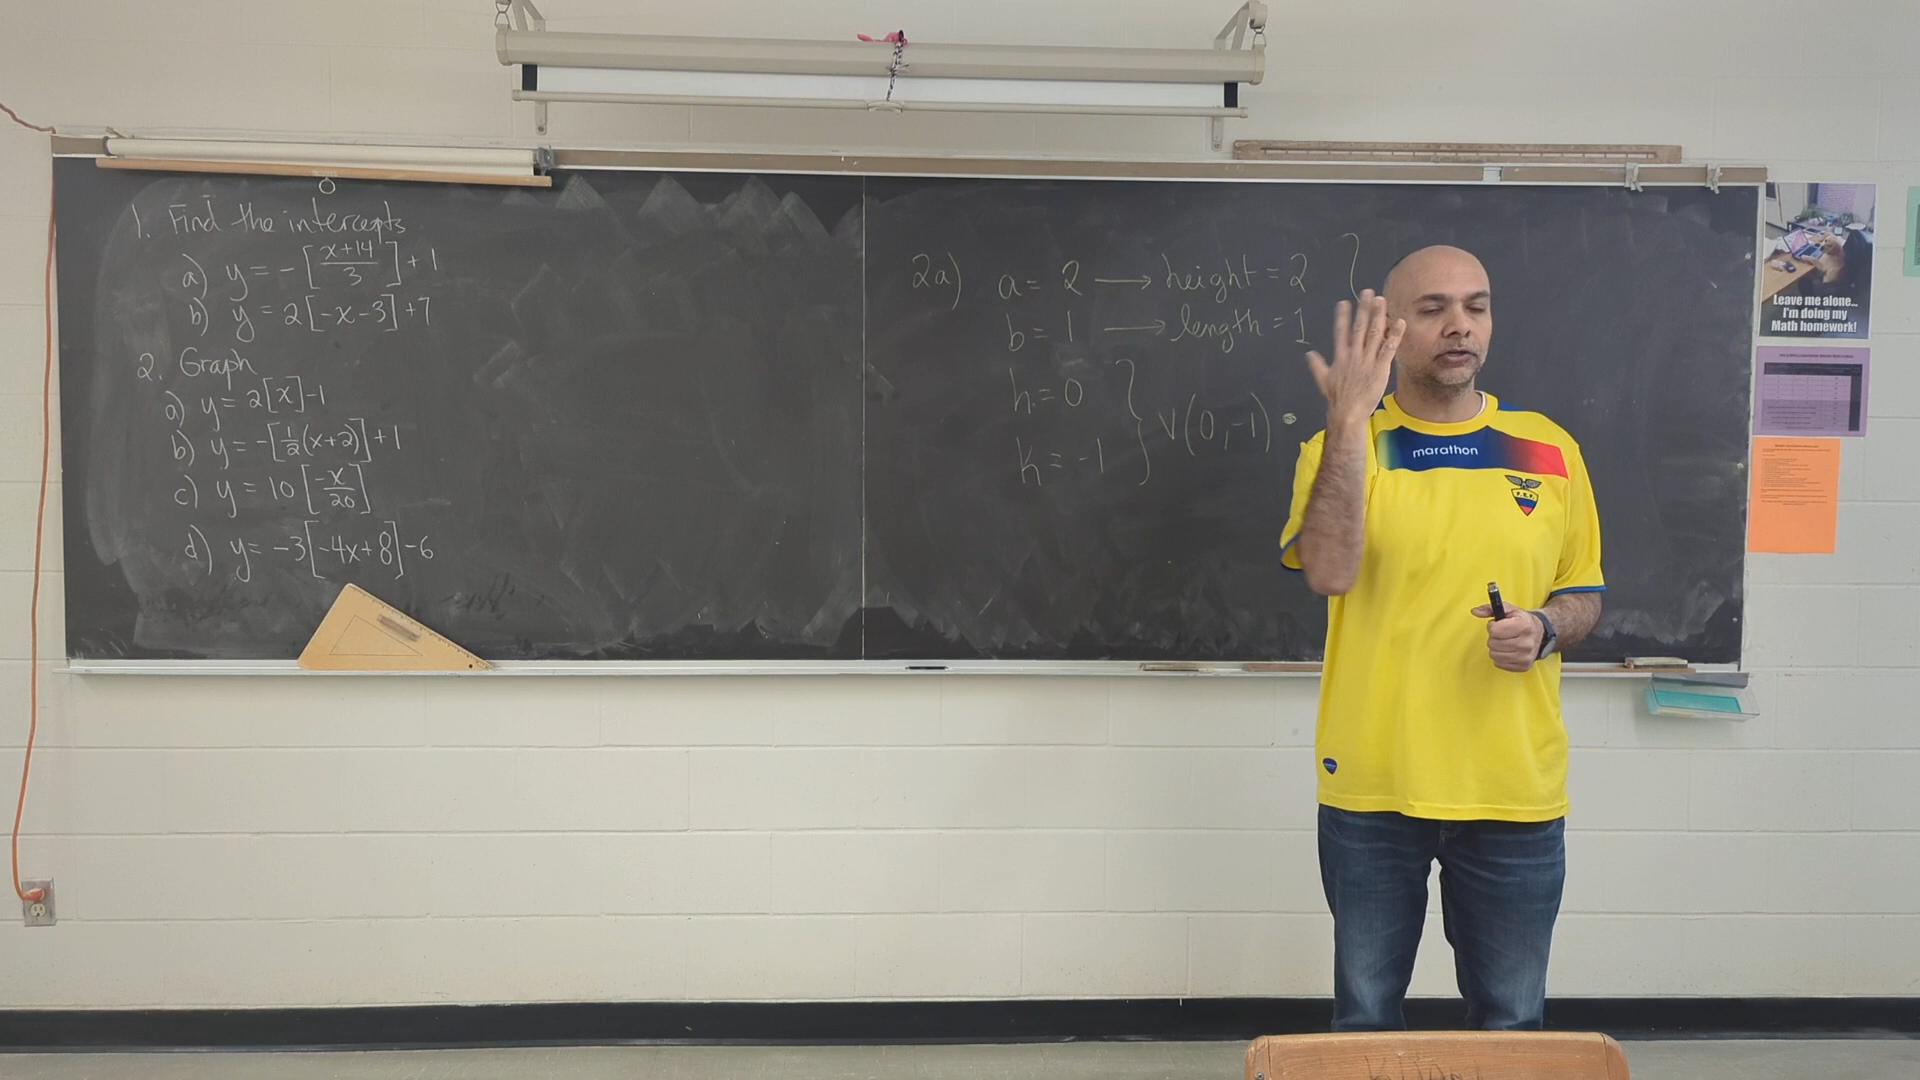 1. Find the intercepts
a) y = -[x+14/3] + 1
b) y = 2[-x-3]+7
2. Graph
a) y = 2[x]-1
b) y = -[1/2(x+2)]+1
c) y = 10[-x/20]
d) y = -3[-4x+8]-6
2a) a = 2 → height = 2 }
b = 1 → length = 1
h = 0
k = -1 } V(0,-1)
marathon
F.E.F.
Leave me alone...
I'm doing my
Math homework!